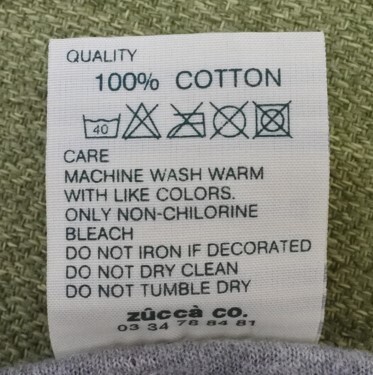 QUALITY
100% COTTON
40
CARE
MACHINE WASH WARM
WITH LIKE COLORS.
ONLY NON-CHILORINE
BLEACH
DO NOT IRON IF DECORATED
DO NOT DRY CLEAN
DO NOT TUMBLE DRY
zûccà co.
03 34 78 84 81